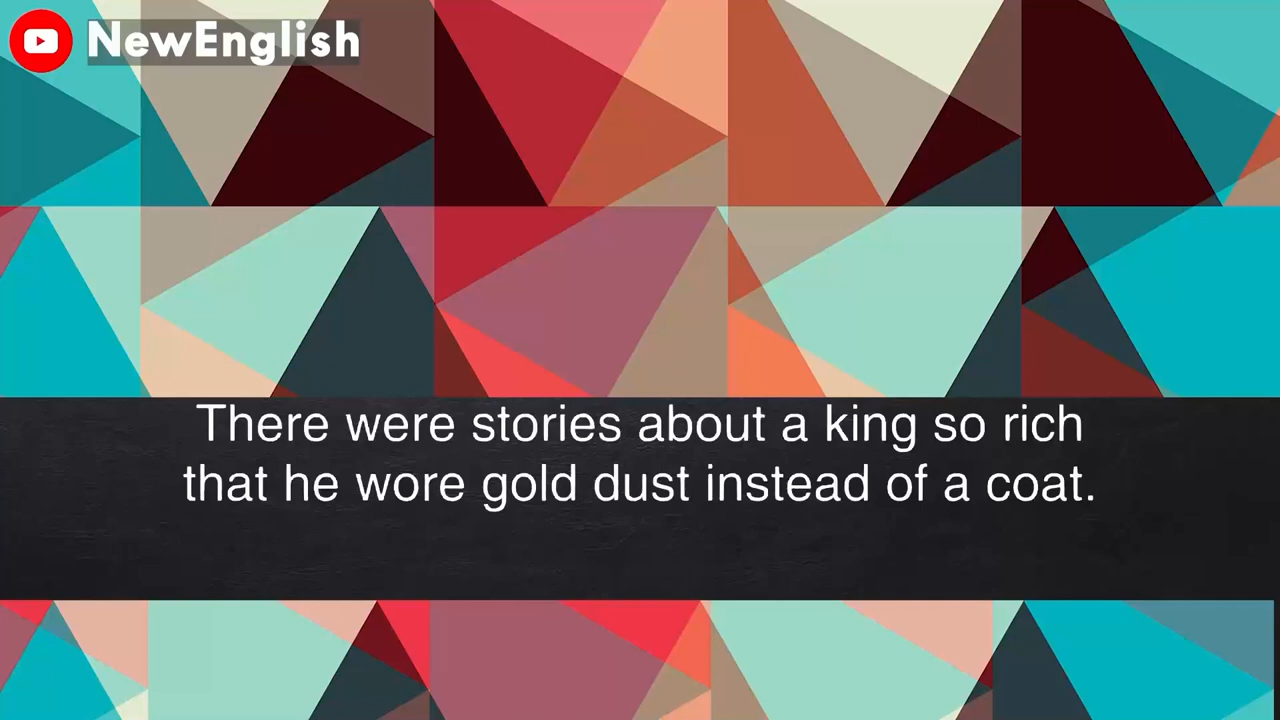 NewEnglish
There were stories about a king so rich
that he wore gold dust instead of a coat.